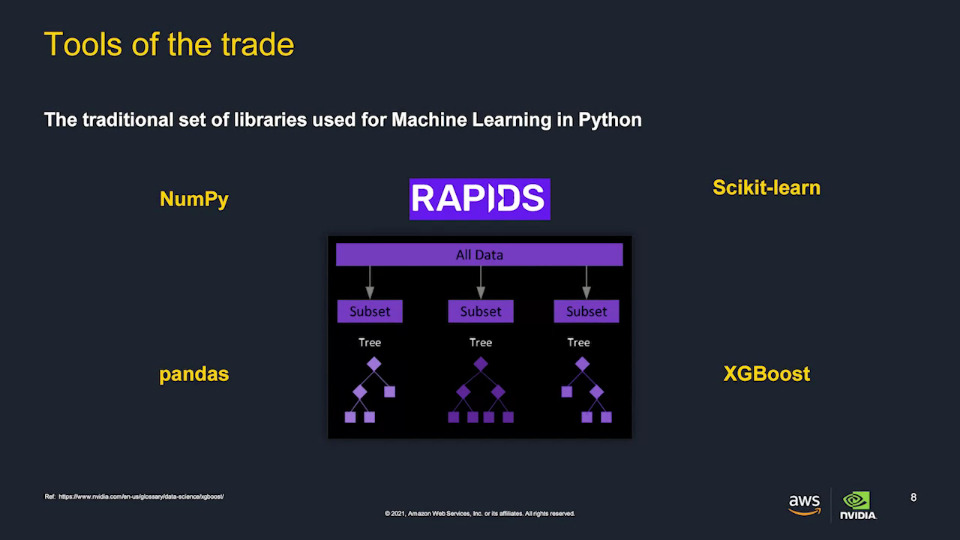 Tools of the trade
The traditional set of libraries used for Machine Learning in Python
NumPy
RAPIDS
Scikit-learn
All Data
Subset Subset Subset
Tree Tree Tree
pandas
XGBoost
Ref: https://www.nvidia.com/en-us/glossary/data-science/xgboost/
© 2021, Amazon Web Services, Inc. or its affiliates. All rights reserved.
aws
NVIDIA.
8